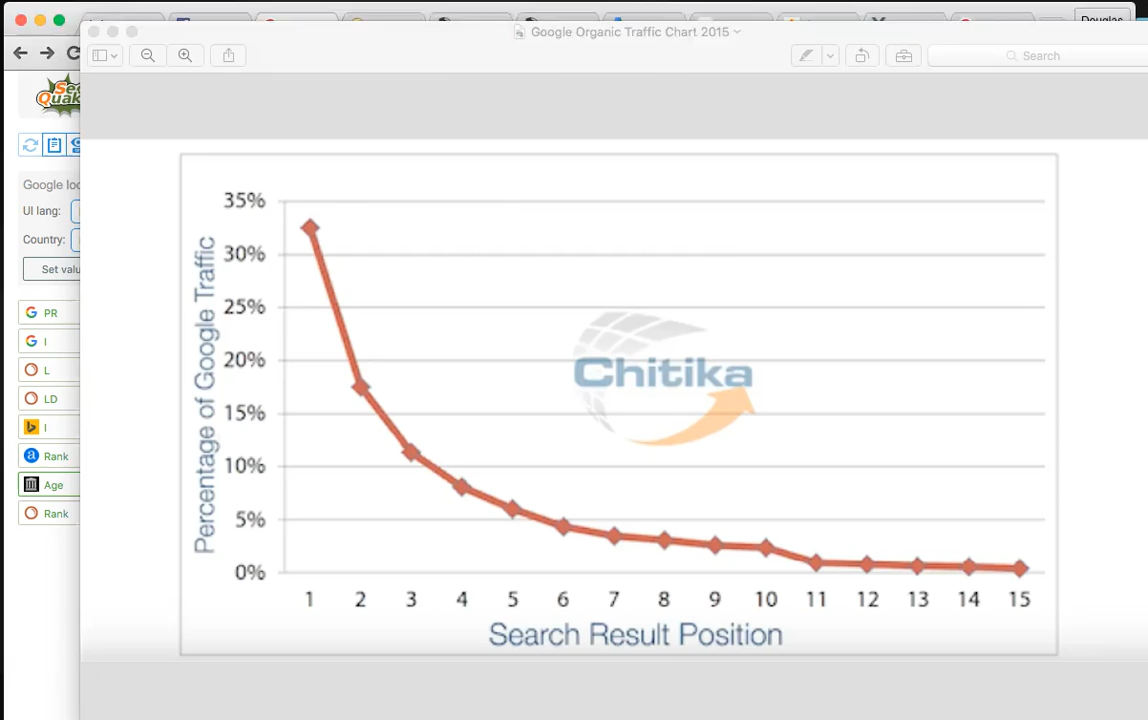 Douglas
Google Organic Traffic Chart 2015
Search
Se
Quak
Google loc
UI lang:
Country:
Set valu
PR
I
L
LD
I
Rank
Age
Rank
Percentage of Google Traffic
35%
30%
25%
20%
15%
10%
5%
0%
Chitika
1 2 3 4 5 6 7 8 9 10 11 12 13 14 15
Search Result Position